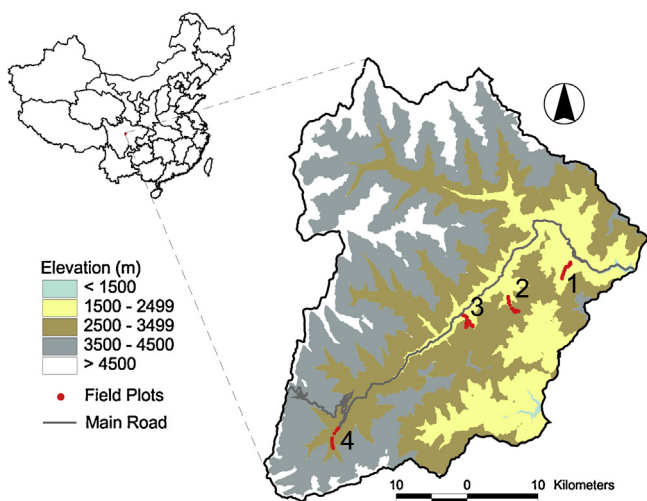 Elevation (m)
< 1500
1500 - 2499
2500 - 3499
3500 - 4500
> 4500
Field Plots
Main Road
1
2
3
4
10 0 10 Kilometers